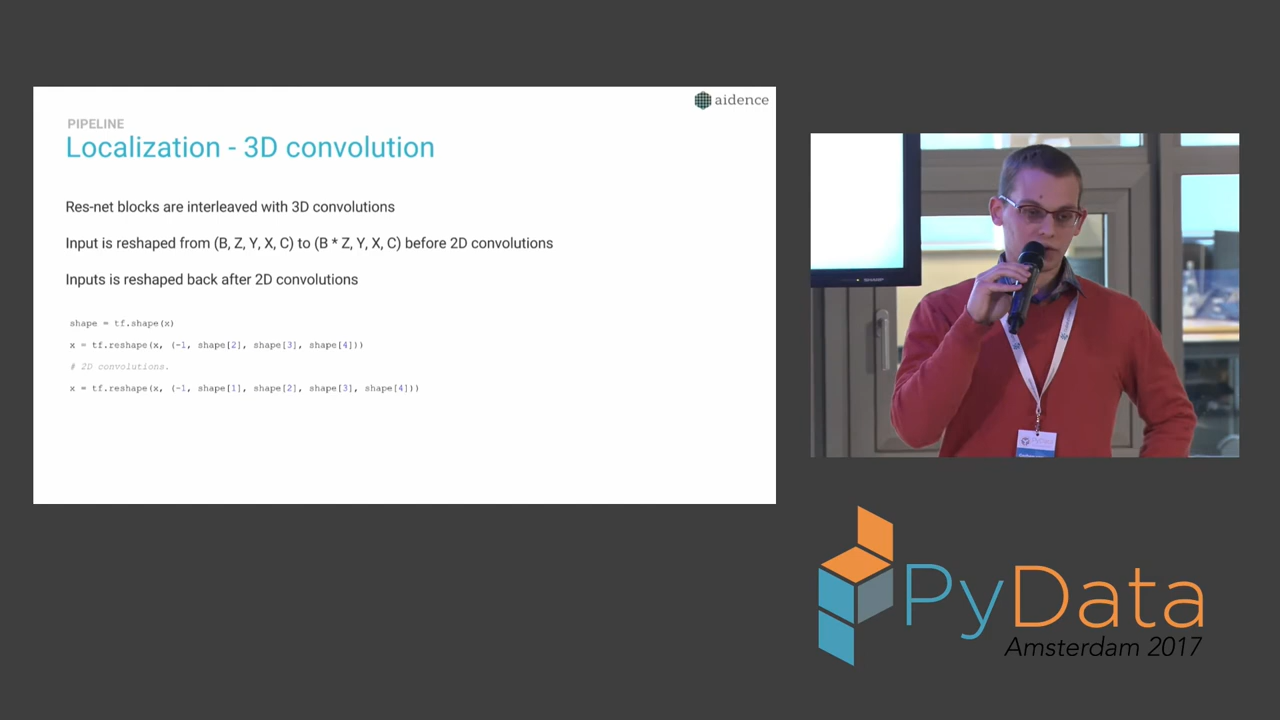 aidence
PIPELINE
Localization - 3D convolution
Res-net blocks are interleaved with 3D convolutions
Input is reshaped from (B, Z, Y, X, C) to (B * Z, Y, X, C) before 2D convolutions
Inputs is reshaped back after 2D convolutions
shape = tf.shape(x)
x = tf.reshape(x, (-1, shape[2], shape[3], shape[4]))
# 2D convolutions.
x = tf.reshape(x, (-1, shape[1], shape[2], shape[3], shape[4]))
PyData
Amsterdam 2017